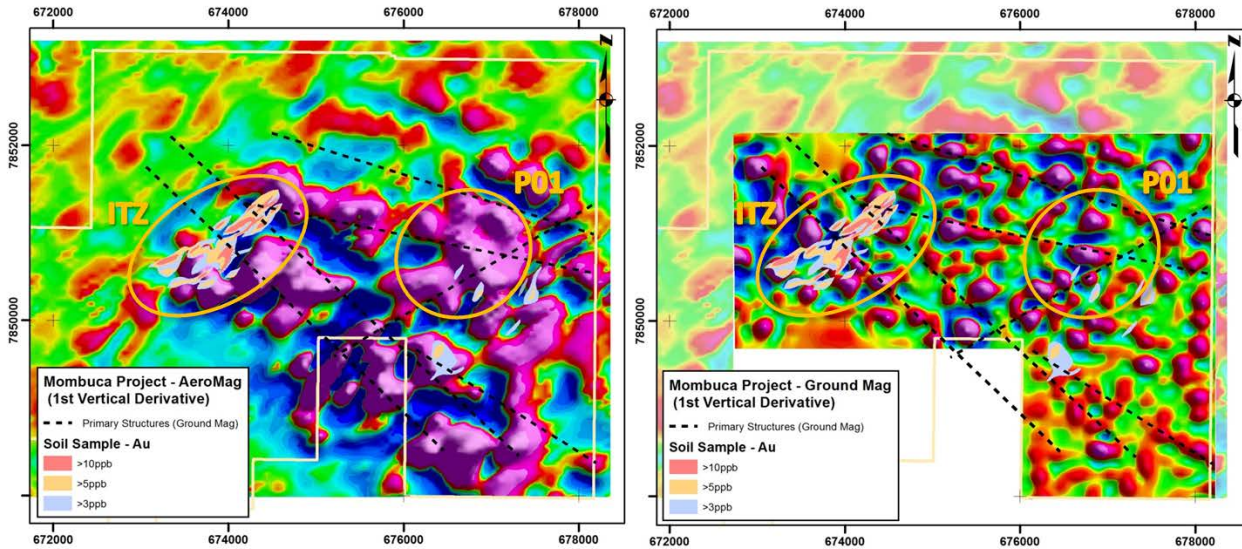 672000 674000 676000 678000
7852000
7850000
ITZ
P01
N
Mombuca Project - AeroMag
(1st Vertical Derivative)
Primary Structures (Ground Mag)
Soil Sample - Au
>10ppb
>5ppb
>3ppb
672000 674000 676000 678000
672000 674000 676000 678000
7852000
7850000
ITZ
P01
N
Mombuca Project - Ground Mag
(1st Vertical Derivative)
Primary Structures (Ground Mag)
Soil Sample - Au
>10ppb
>5ppb
>3ppb
672000 674000 676000 678000